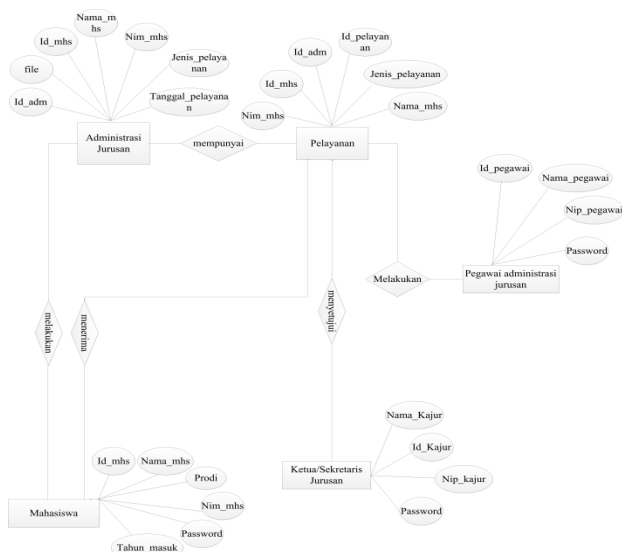 Nama_m
hs
Id_mhs
Nim_mhs
file
Jenis_pelaya
nan
Id_adm
Tanggal_pelayana
n
Administrasi
Jurusan
mempunyai
Id_pelaya
nan
Id_adm
Id_mhs
Jenis_pelayanan
Nim_mhs
Nama_mhs
Pelayanan
Id_pegawai
Nama_pegawai
Nip_pegawai
Password
Pegawai administrasi
jurusan
Melakukan
melakukan
menerima
menyetujui
Nama_Kajur
Id_Kajur
Nip_kajur
Password
Ketua/Sekretaris
Jurusan
Id_mhs
Nama_mhs
Prodi
Nim_mhs
Password
Tahun_masuk
Mahasiswa